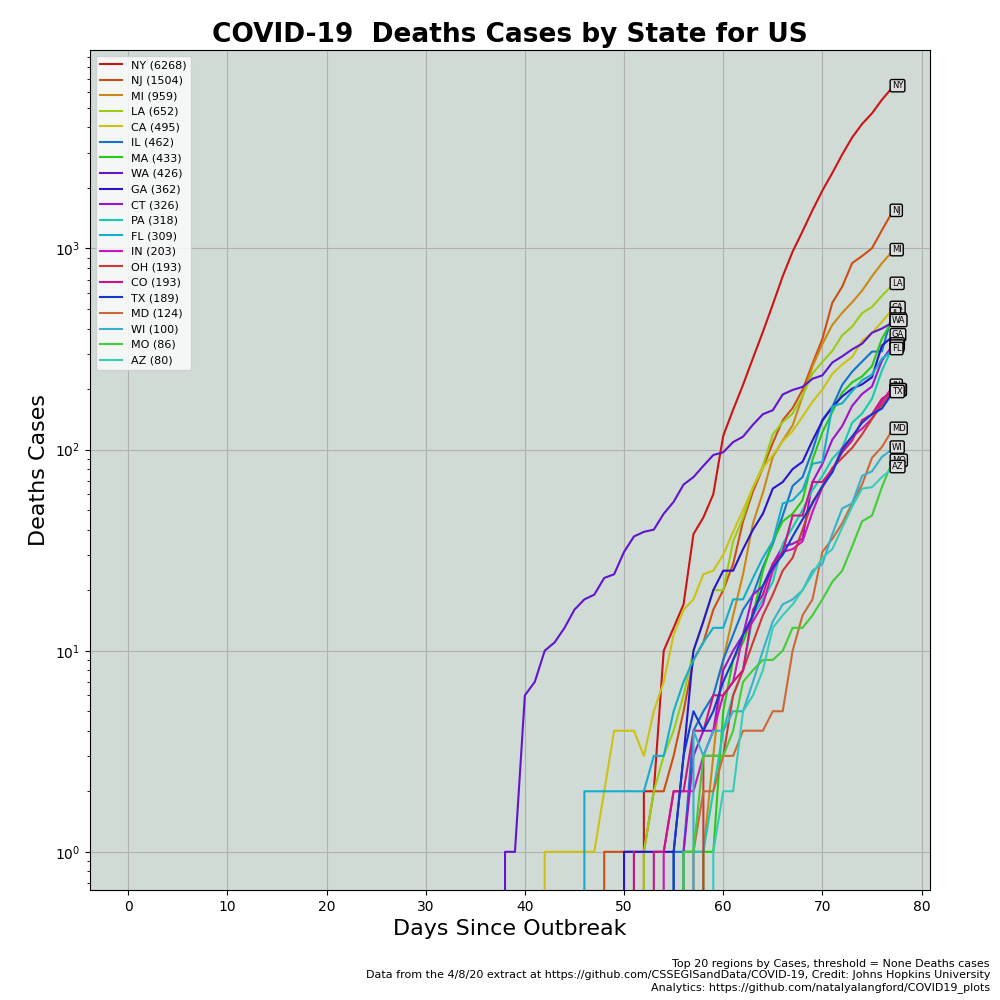 COVID-19  Deaths Cases by State for US
NY (6268)
NJ (1504)
MI (959)
LA (652)
CA (495)
IL (462)
MA (433)
WA (426)
GA (362)
CT (326)
PA (318)
FL (309)
IN (203)
OH (193)
CO (193)
TX (189)
MD (124)
WI (100)
MO (86)
AZ (80)
NY
NJ
MI
LA
CA
WA
GA
FL
TX
MD
WI
MO
AZ
Deaths Cases
10³
10²
10¹
10⁰
0 10 20 30 40 50 60 70 80
Days Since Outbreak
Top 20 regions by Cases, threshold = None Deaths cases
Data from the 4/8/20 extract at https://github.com/CSSEGISandData/COVID-19, Credit: Johns Hopkins University
Analytics: https://github.com/natalyalangford/COVID19_plots